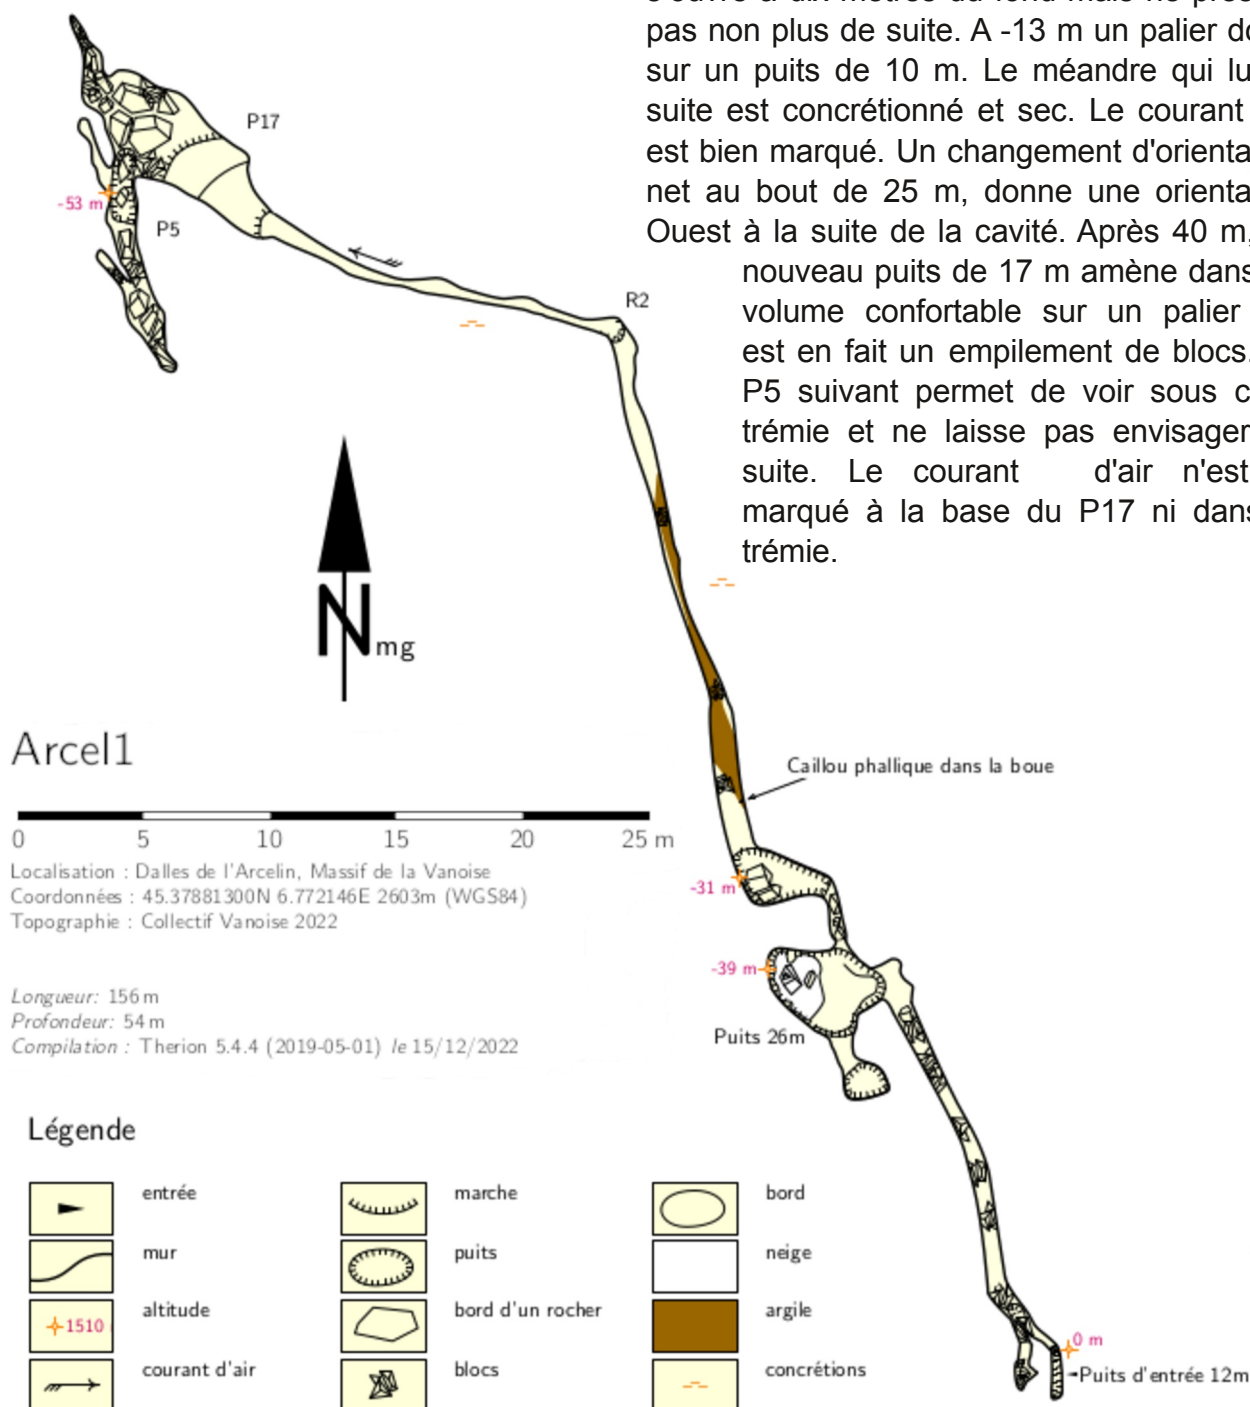 pas non plus de suite. A -13 m un palier
sur un puits de 10 m. Le méandre qui
suite est concrétionné et sec. Le courant
est bien marqué. Un changement
net au bout de 25 m, donne une
Ouest à la suite de la cavité. Après 40 m,
nouveau puits de 17 m amène dans
volume confortable sur un palier
est en fait un empilement de blocs.
P5 suivant permet de voir sous
trémie et ne laisse pas envisager
suite. Le courant d'air n'est
marqué à la base du P17 ni dans
trémie.
P17
-53 m
P5
R2
N mg
Arcel1
0 5 10 15 20 25 m
Localisation : Dalles de l'Arcelin, Massif de la Vanoise
Coordonnées : 45.37881300N 6.772146E 2603m (WGS84)
Topographie : Collectif Vanoise 2022
Longueur: 156 m
Profondeur: 54 m
Compilation : Therion 5.4.4 (2019-05-01) le 15/12/2022
Caillou phallique dans la boue
-31 m
-39 m
Puits 26m
0 m
Puits d'entrée 12m
Légende
entrée
mur
altitude
1510
courant d'air
marche
puits
bord d'un rocher
blocs
bord
neige
argile
concrétions